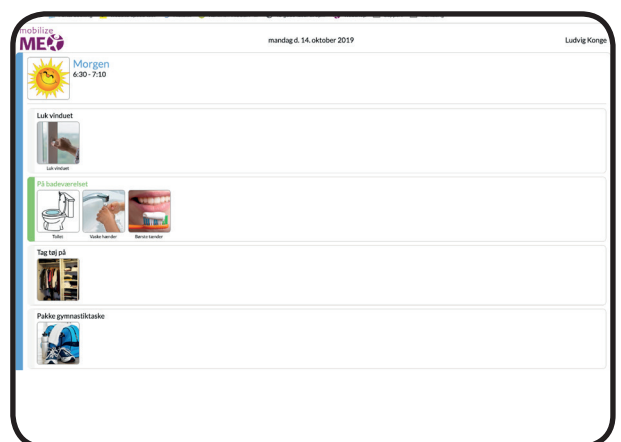 mobilize
ME
mandag d. 14. oktober 2019
Ludvig Konge
Morgen
6:30 - 7:10
Luk vinduet
Luk vinduet
På badeværelset
Toilet
Vaske hænder
Børste tænder
Tag tøj på
Pakke gymnastiktaske